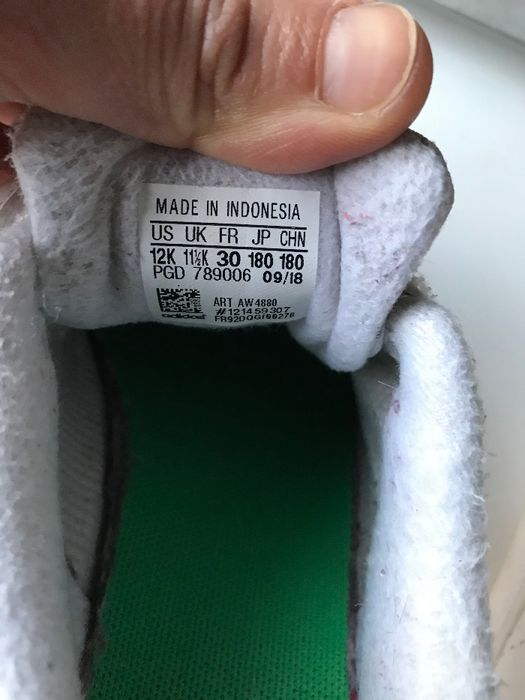 MADE IN INDONESIA
US UK FR JP CHN
12K 11½K 30 180 180
PGD 789006 09/18
ART AW4880
#121459307
adidas